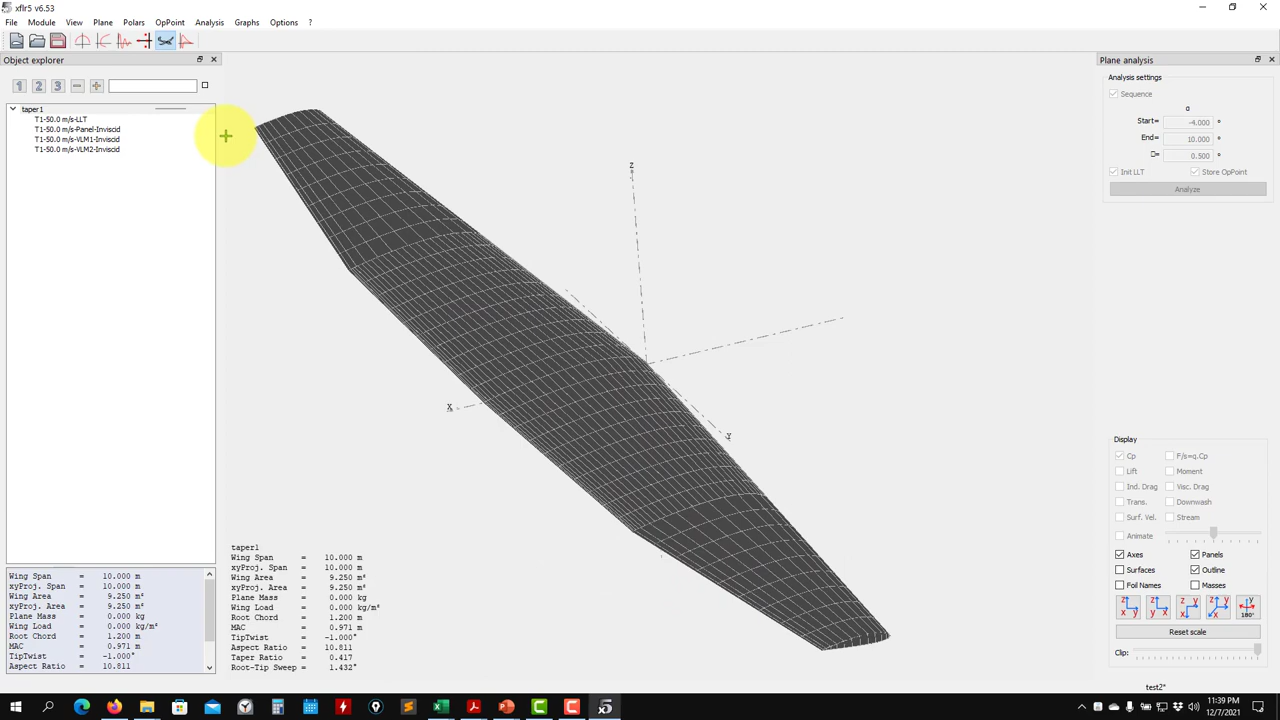 xflr5 v6.53
File Module View Plane Polars OpPoint Analysis Graphs Options ?
Object explorer
1 2 3
taper1
T1-50.0 m/s-LLT
T1-50.0 m/s-Panel-Inviscid
T1-50.0 m/s-VLM1-Inviscid
T1-50.0 m/s-VLM2-Inviscid
Wing Span = 10.000 m
xyProj. Span = 10.000 m
Wing Area = 9.250 m²
xyProj. Area = 9.250 m²
Plane Mass = 0.000 kg
Wing Load = 0.000 kg/m²
Root Chord = 1.200 m
MAC = 0.971 m
TipTwist = -1.000°
Aspect Ratio = 10.811
z
X
Y
taper1
Wing Span = 10.000 m
xyProj. Span = 10.000 m
Wing Area = 9.250 m²
xyProj. Area = 9.250 m²
Plane Mass = 0.000 kg
Wing Load = 0.000 kg/m²
Root Chord = 1.200 m
MAC = 0.971 m
TipTwist = -1.000°
Aspect Ratio = 10.811
Taper Ratio = 0.417
Root-Tip Sweep = 1.432°
Plane analysis
Analysis settings
Sequence
α
Start= -4.000 °
End= 10.000 °
□= 0.500 °
Init LLT Store OpPoint
Analyze
Display
Cp F/s=q.Cp
Lift Moment
Ind. Drag Visc. Drag
Trans. Downwash
Surf. Vel. Stream
Animate
Axes Panels
Surfaces Outline
Foil Names Masses
Reset scale
Clip:
test2*
11:39 PM
12/7/2021